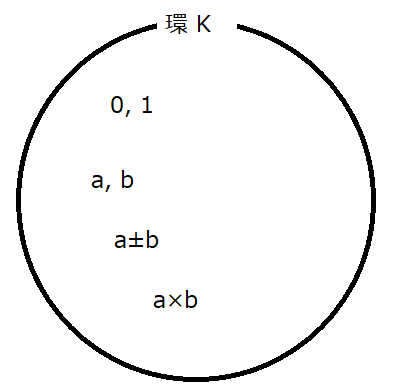 環 K
0, 1
a, b
a±b
a×b